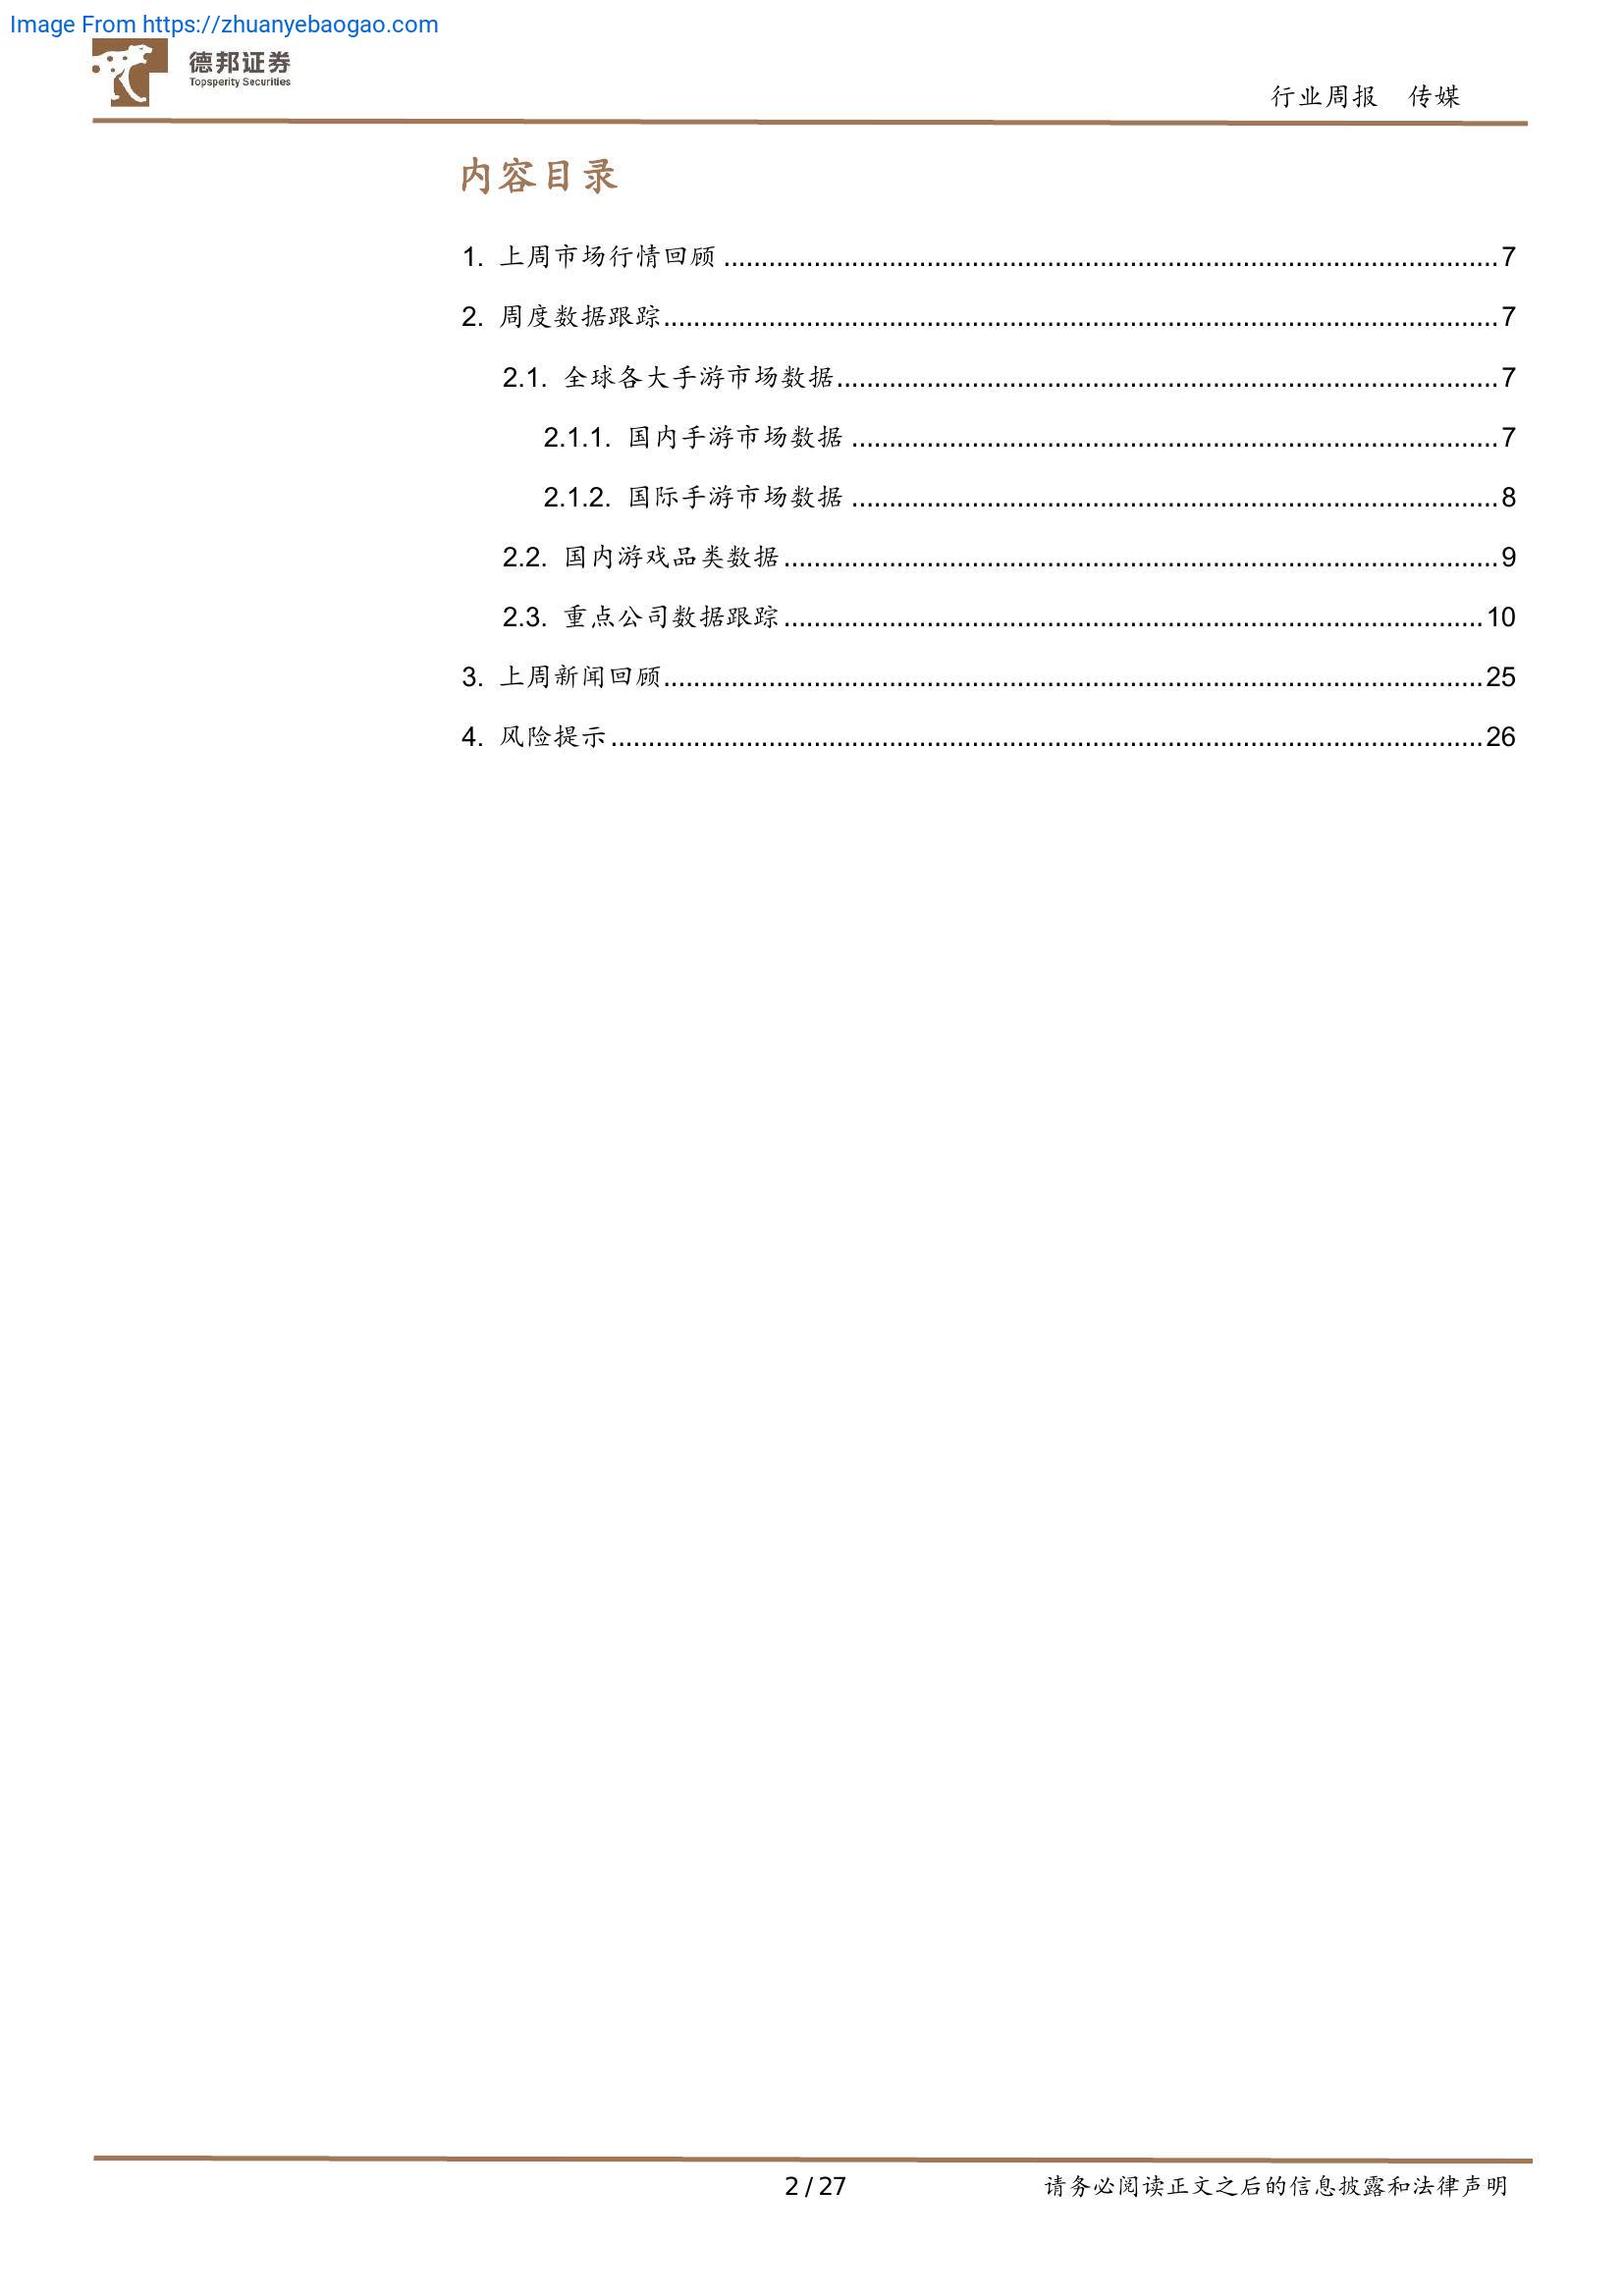 Image From https://zhuanyebaogao.com
德邦证券
Topsperity Securities
行业周报 传媒
内容目录
1. 上周市场行情回顾 ........................................................................................................ 7
2. 周度数据跟踪 ........................................................................................................ 7
2.1. 全球各大手游市场数据 ........................................................................................ 7
2.1.1. 国内手游市场数据 ........................................................................................ 7
2.1.2. 国际手游市场数据 ........................................................................................ 8
2.2. 国内游戏品类数据 ........................................................................................ 9
2.3. 重点公司数据跟踪 ........................................................................................ 10
3. 上周新闻回顾 ........................................................................................................ 25
4. 风险提示 ........................................................................................................ 26
2 / 27
请务必阅读正文之后的信息披露和法律声明